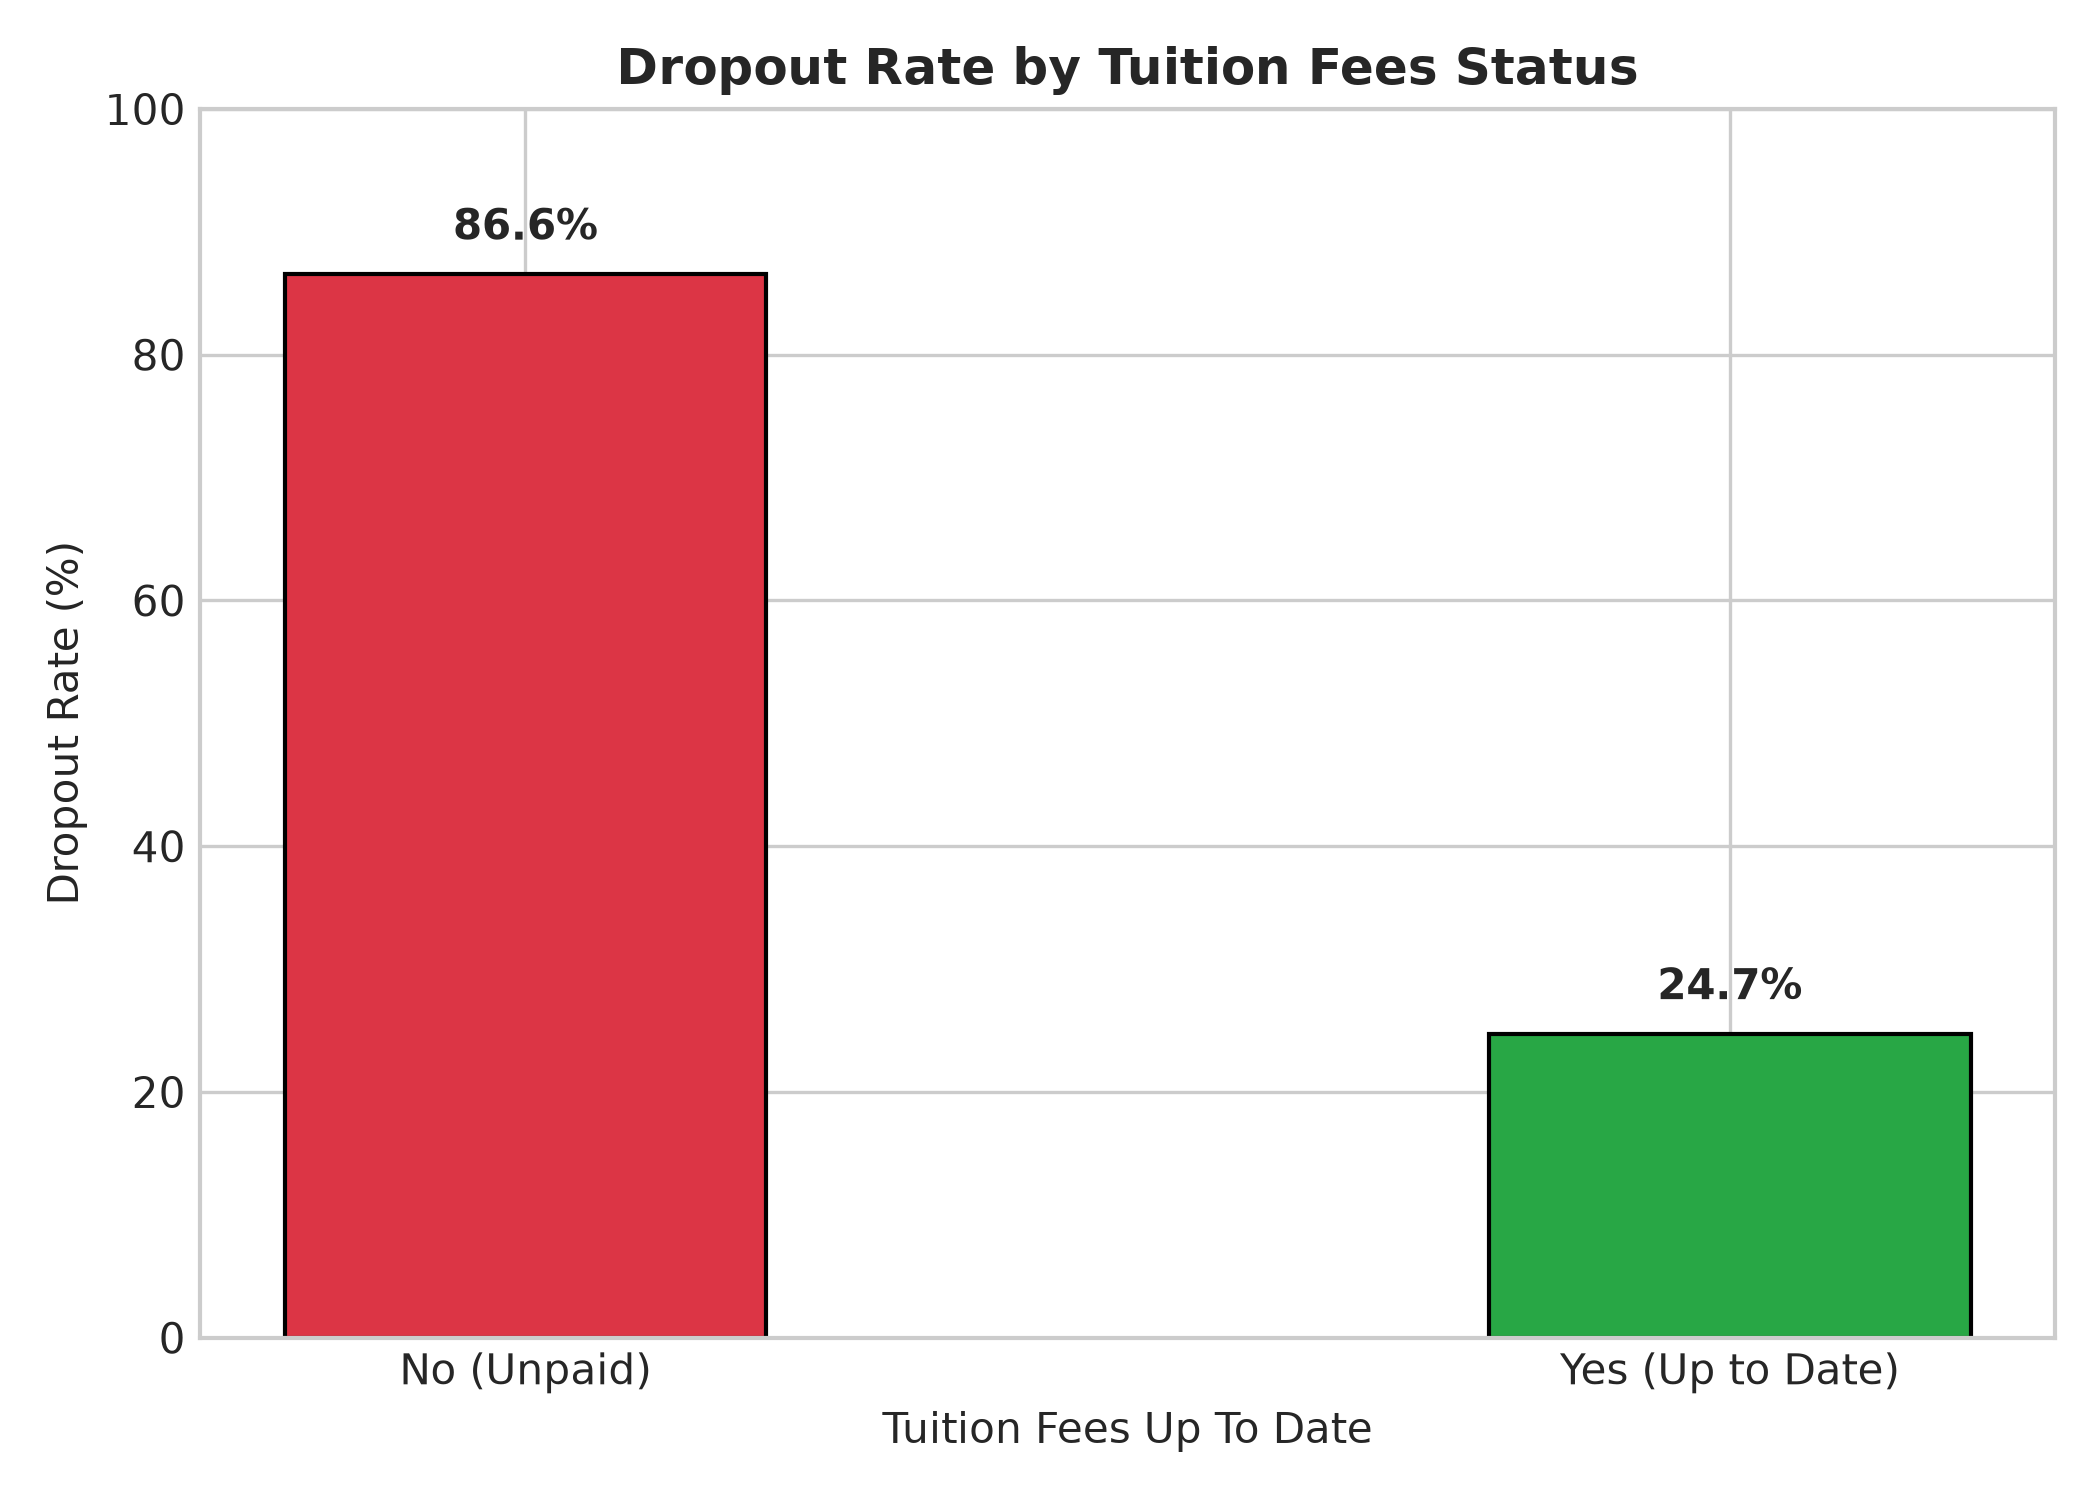 Dropout Rate by Tuition Fees Status
100
80
60
40
20
0
Dropout Rate (%)
86.6%
24.7%
No (Unpaid)
Yes (Up to Date)
Tuition Fees Up To Date